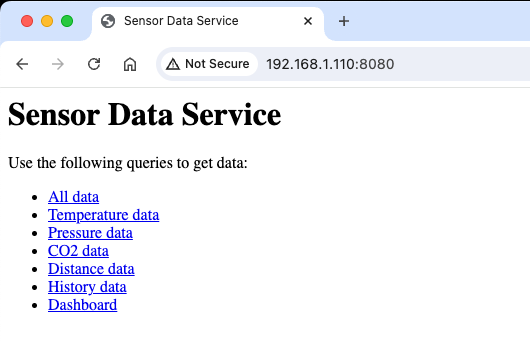 Sensor Data Service
Not Secure 192.168.1.110:8080
Sensor Data Service
Use the following queries to get data:
All data
Temperature data
Pressure data
CO2 data
Distance data
History data
Dashboard